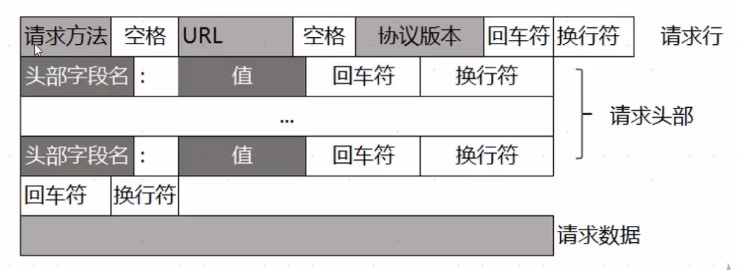 请求方法 空格 URL 空格 协议版本 回车符 换行符 请求行
头部字段名 : 值 回车符 换行符
... 请求头部
头部字段名 : 值 回车符 换行符
回车符 换行符
请求数据